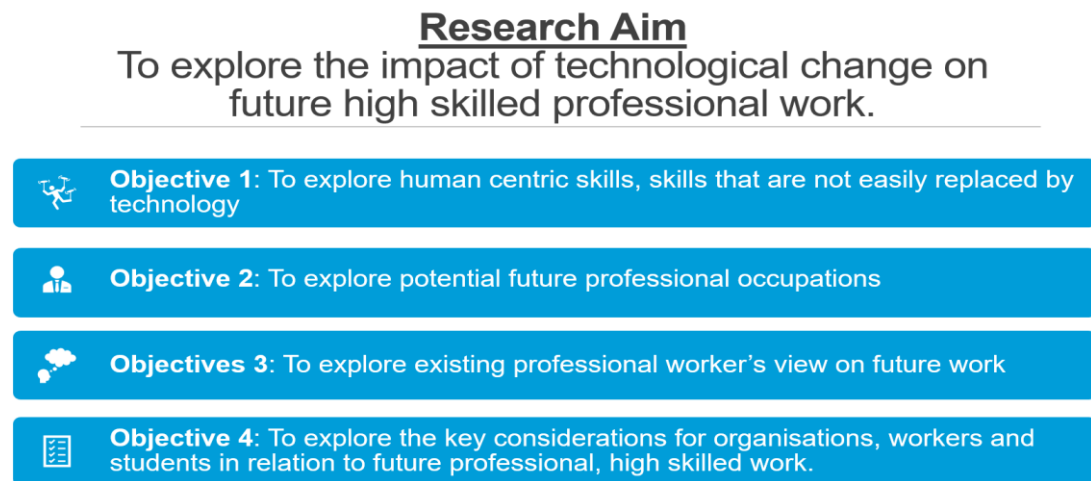 Research Aim
To explore the impact of technological change on
future high skilled professional work.
Objective 1: To explore human centric skills, skills that are not easily replaced by
technology
Objective 2: To explore potential future professional occupations
Objectives 3: To explore existing professional worker’s view on future work
Objective 4: To explore the key considerations for organisations, workers and
students in relation to future professional, high skilled work.